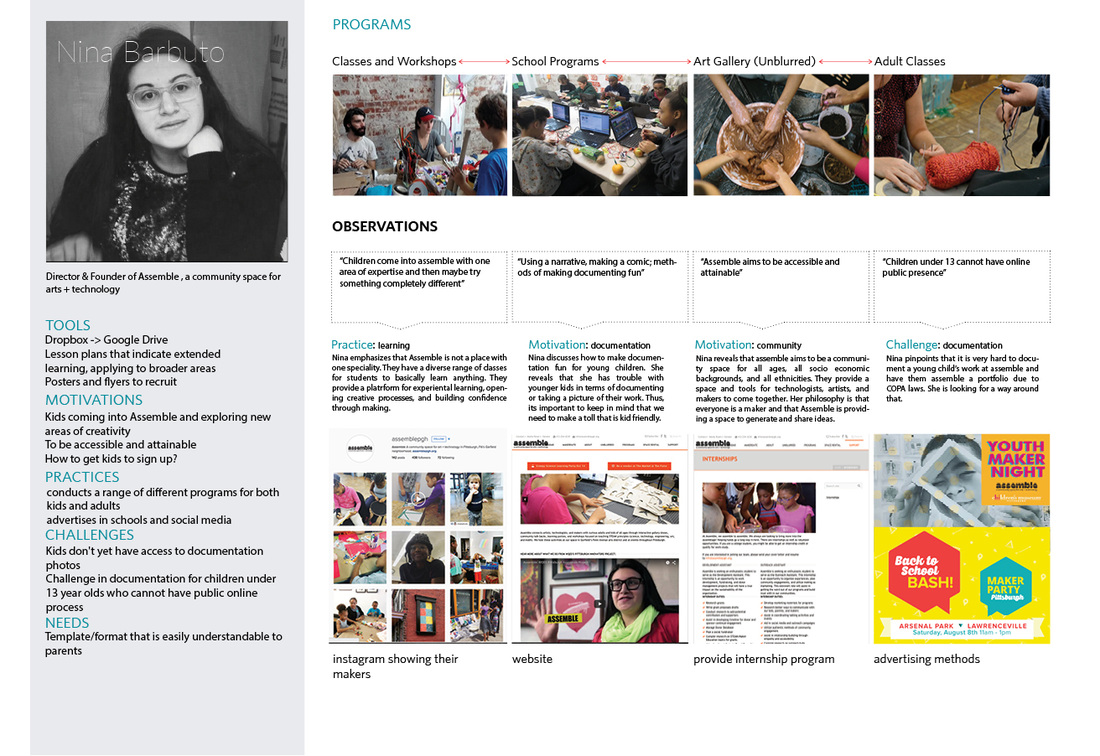 Nina Barbuto
Director & Founder of Assemble , a community space for
arts + technology
TOOLS
Dropbox -> Google Drive
Lesson plans that indicate extended
learning, applying to broader areas
Posters and flyers to recruit
MOTIVATIONS
Kids coming into Assemble and exploring new
areas of creativity
To be accessible and attainable
How to get kids to sign up?
PRACTICES
conducts a range of different programs for both
kids and adults
advertises in schools and social media
CHALLENGES
Kids don't yet have access to documentation
photos
Challenge in documentation for children under
13 year olds who cannot have public online
process
NEEDS
Template/format that is easily understandable to
parents
PROGRAMS
Classes and Workshops
School Programs
Art Gallery (Unblurred)
Adult Classes
OBSERVATIONS
“Children come into assemble with one
area of expertise and then maybe try
something completely different”
“Using a narrative, making a comic; meth-
ods of making documenting fun”
“Assemble aims to be accessible and
attainable”
“Children under 13 cannot have online
public presence”
Practice: learning
Nina emphasizes that Assemble is not a place with
one speciality. They have a diverse range of classes
for students to basically learn anything. They
provide a platform for experiental learning, open-
ing creative processes, and building confidence
through making.
Motivation: documentation
Nina discusses how to make documen-
tation fun for young children. She
reveals that she has trouble with
younger kids in terms of documenting
or taking a picture of their work. Thus,
its important to keep in mind that we
need to make a toll that is kid friendly.
Motivation: community
Nina reveals that assemble aims to be a communi-
ty space for all ages, all socio economic
backgrounds, and all ethnicities. They provide a
space and tools for technologists, artists, and
makers to come together. Her philosophy is that
everyone is a maker and that Assemble is provid-
ing a space to generate and share ideas.
Challenge: documentation
Nina pinpoints that it is very hard to docu-
ment a young child's work at assemble and
have them assemble a portfolio due to
COPA laws. She is looking for a way around
that.
assemblepgh
assemble
assemble
ASSEMBLE
assemble
INTERNSHIPS
YOUTH
MAKER
NIGHT
assemble
Back to
School
BASH!
MAKER
PARTY
Pittsburgh
ARSENAL PARK ▼ LAWRENCEVILLE
Saturday, August 8th 11am - 1pm
instagram showing their
makers
website
provide internship program
advertising methods